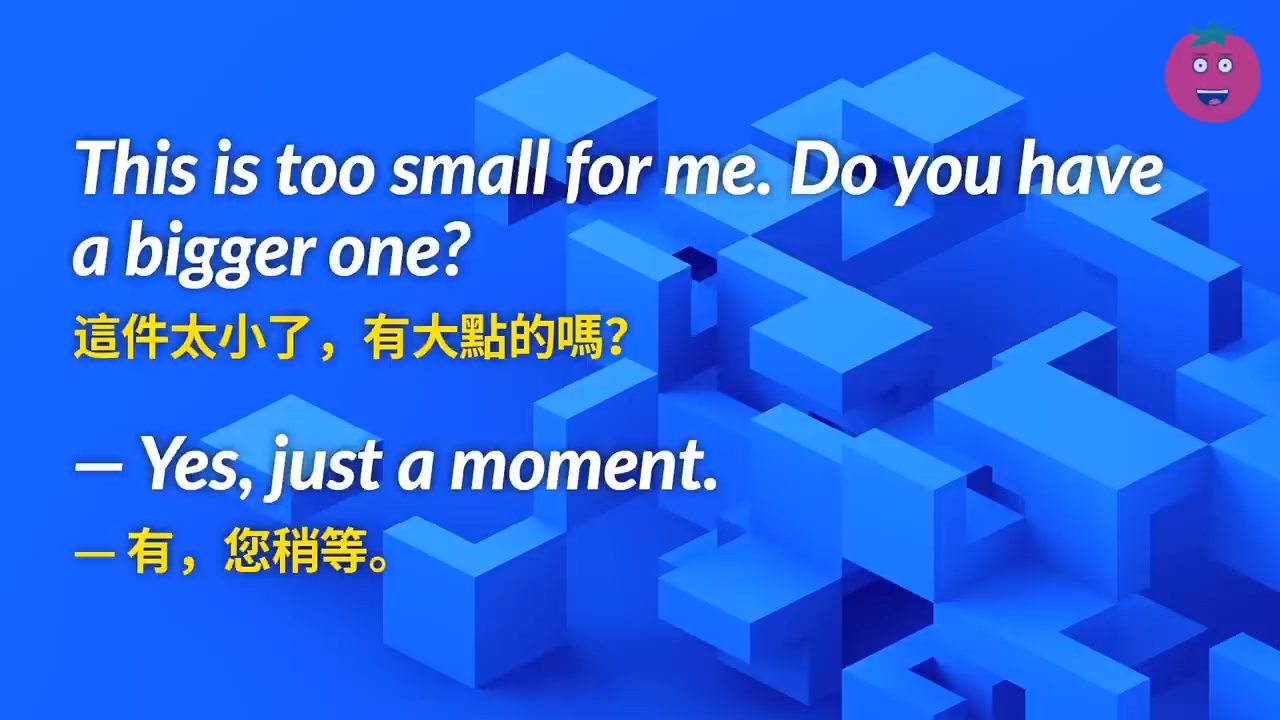 This is too small for me. Do you have
a bigger one?
這件太小了，有大點的嗎？
— Yes, just a moment.
— 有，您稍等。